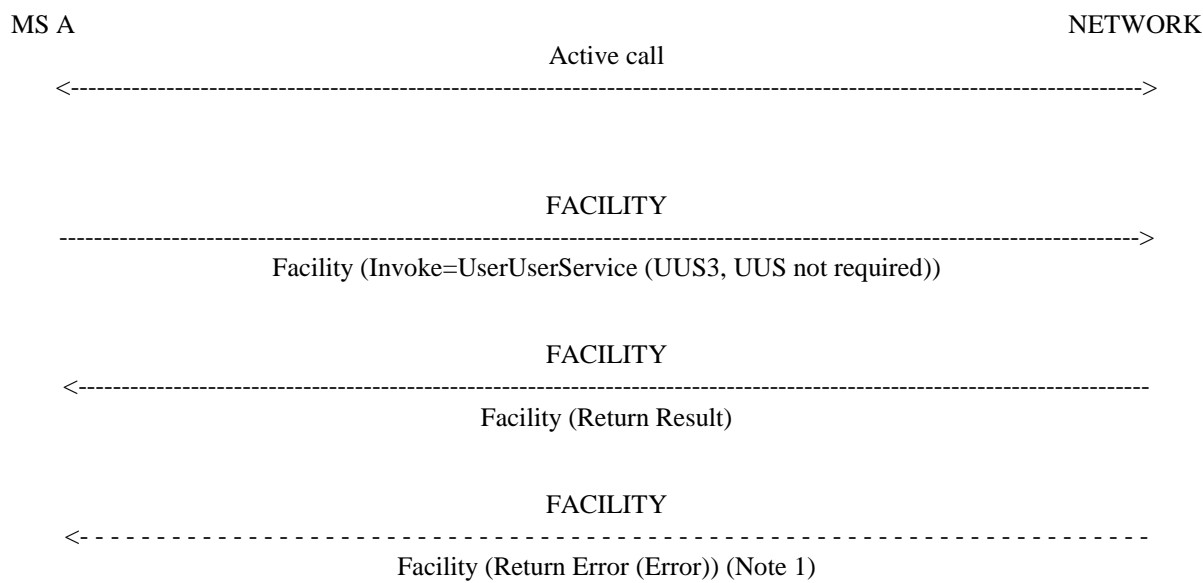 MS A NETWORK
Active call
<------------------------------------------------------------------------------------------------------------------------>
FACILITY
------------------------------------------------------------------------------------------------------------------------>
Facility (Invoke=UserUserService (UUS3, UUS not required))
FACILITY
<------------------------------------------------------------------------------------------------------------------------
Facility (Return Result)
FACILITY
<- - - - - - - - - - - - - - - - - - - - - - - - - - - - - - - - - - - - - - - - - - - - - - - - - - - - - - - - - - - - - - - - - - - - - -
Facility (Return Error (Error)) (Note 1)